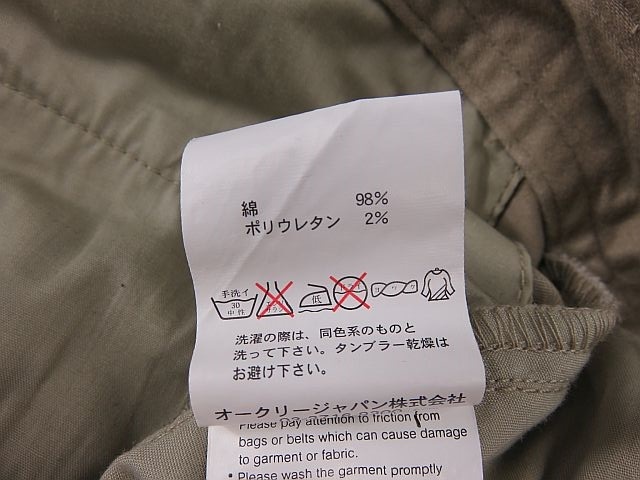 綿 98%
ポリウレタン 2%
手洗イ
30
中性
低
洗濯の際は、同色系のものと
洗って下さい。タンブラー乾燥は
お避け下さい。
オークリージャパン株式会社
Please pay attention to friction from
bags or belts which can cause damage
to garment or fabric.
• Please wash the garment promptly